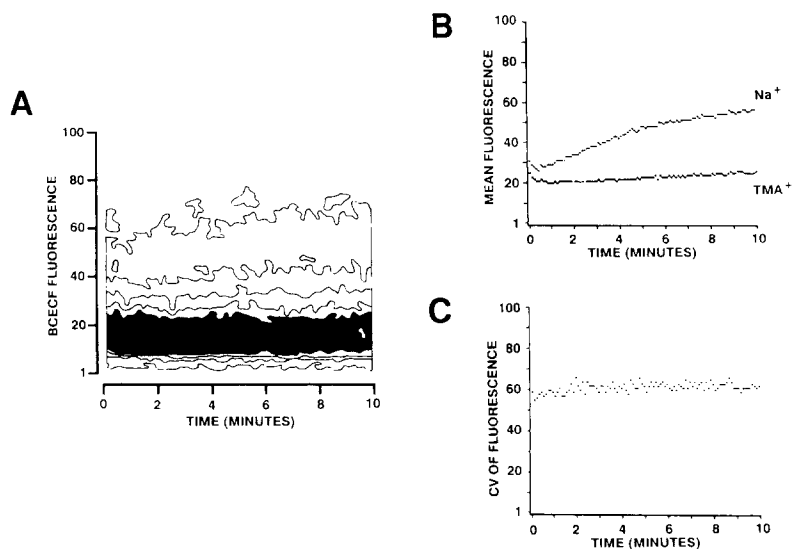 A
BCECF FLUORESCENCE
100
80
60
40
20
1
0 2 4 6 8 10
TIME (MINUTES)
B
MEAN FLUORESCENCE
100
80
60
40
20
1
Na+
TMA+
0 2 4 6 8 10
TIME (MINUTES)
C
CV OF FLUORESCENCE
100
80
60
40
20
1
0 2 4 6 8 10
TIME (MINUTES)